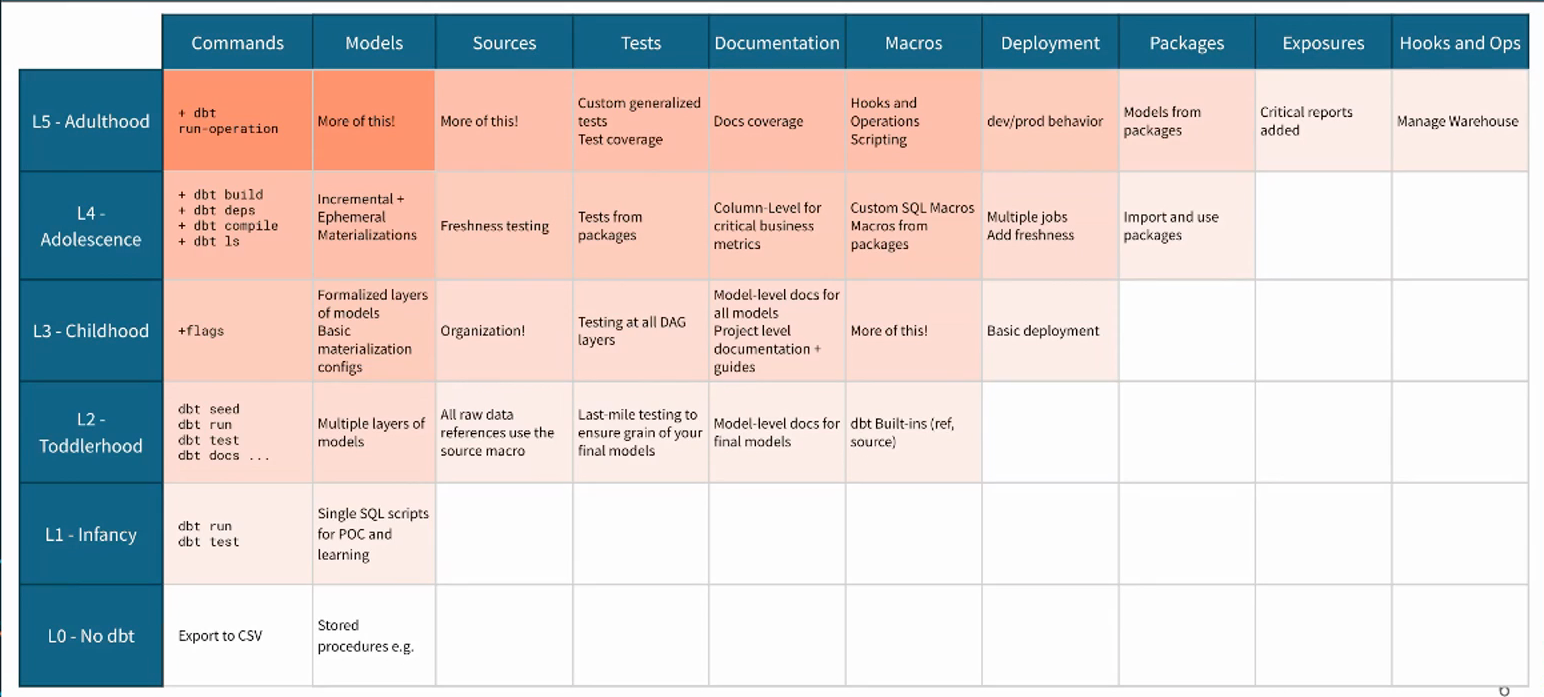 Commands
Models
Sources
Tests
Documentation
Macros
Deployment
Packages
Exposures
Hooks and Ops
L5 - Adulthood
+ dbt
run-operation
More of this!
More of this!
Custom generalized
tests
Test coverage
Docs coverage
Hooks and
Operations
Scripting
dev/prod behavior
Models from
packages
Critical reports
added
Manage Warehouse
L4 -
Adolescence
+ dbt build
+ dbt deps
+ dbt compile
+ dbt ls
Incremental +
Ephemeral
Materializations
Freshness testing
Tests from
packages
Column-Level for
critical business
metrics
Custom SQL Macros
Macros from
packages
Multiple jobs
Add freshness
Import and use
packages
L3 - Childhood
+flags
Formalized layers
of models
Basic
materialization
configs
Organization!
Testing at all DAG
layers
Model-level docs for
all models
Project level
documentation +
guides
More of this!
Basic deployment
L2 -
Toddlerhood
dbt seed
dbt run
dbt test
dbt docs ...
Multiple layers of
models
All raw data
references use the
source macro
Last-mile testing to
ensure grain of your
final models
Model-level docs for
final models
dbt Built-ins (ref,
source)
L1 - Infancy
dbt run
dbt test
Single SQL scripts
for POC and
learning
L0 - No dbt
Export to CSV
Stored
procedures e.g.
6